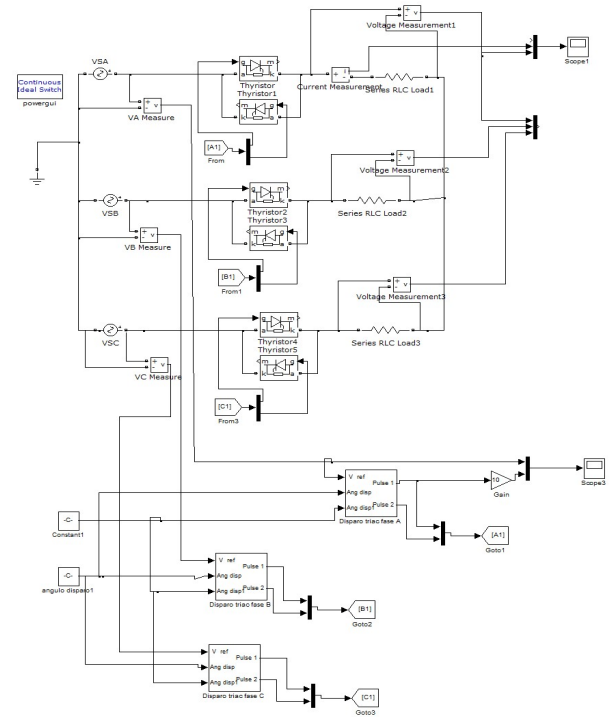 Voltage Measurement1
VSA
Continuous
Ideal Switch
powergui
g m
a k
Thyristor
Thyristor1
m g
k a
Current Measurement
Series RLC Load1
Scope1
+ v
-
VA Measure
[A1]
From
+ v
-
Voltage Measurement2
VSB
g m
a k
Thyristor2
Thyristor3
m g
k a
Series RLC Load2
+ v
-
VB Measure
[B1]
From1
+ v
-
Voltage Measurement3
VSC
g m
a k
Thyristor4
Thyristor5
m g
k a
Series RLC Load3
+ v
-
VC Measure
[C1]
From3
V ref
Ang disp
Ang disp1
Pulse 1
Pulse 2
Disparo triac fase A
10
Gain
Scope3
-C-
Constant1
[A1]
Goto1
-C-
angulo disparo1
V ref
Ang disp
Ang disp1
Pulse 1
Pulse 2
Disparo triac fase B
[B1]
Goto2
V ref
Ang disp
Ang disp1
Pulse 1
Pulse 2
Disparo triac fase C
[C1]
Goto3